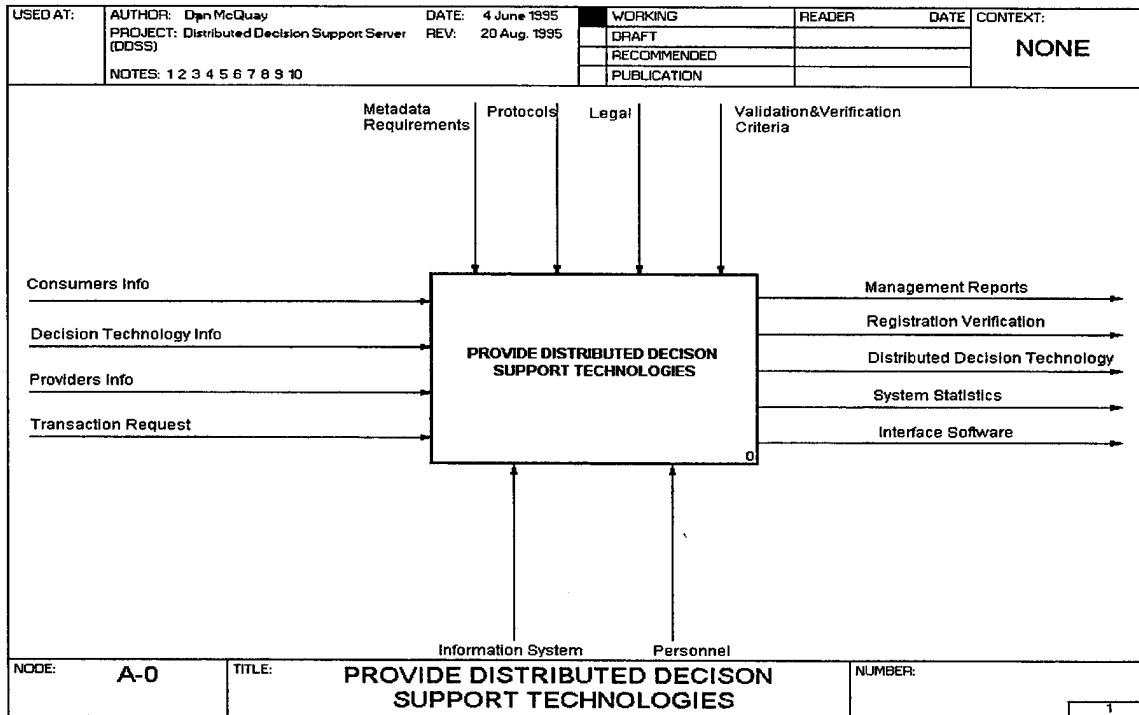 USED AT:
AUTHOR: Dan McQuay
DATE: 4 June 1995
PROJECT: Distributed Decision Support Server
(DDSS)
REV: 20 Aug. 1995
NOTES: 1 2 3 4 5 6 7 8 9 10
WORKING
DRAFT
RECOMMENDED
PUBLICATION
READER DATE
CONTEXT:
NONE
Metadata
Requirements
Protocols
Legal
Validation&Verification
Criteria
Consumers Info
Decision Technology Info
Providers Info
Transaction Request
PROVIDE DISTRIBUTED DECISON
SUPPORT TECHNOLOGIES
0
Management Reports
Registration Verification
Distributed Decision Technology
System Statistics
Interface Software
Information System
Personnel
NODE: A-0
TITLE: PROVIDE DISTRIBUTED DECISON
SUPPORT TECHNOLOGIES
NUMBER:
1